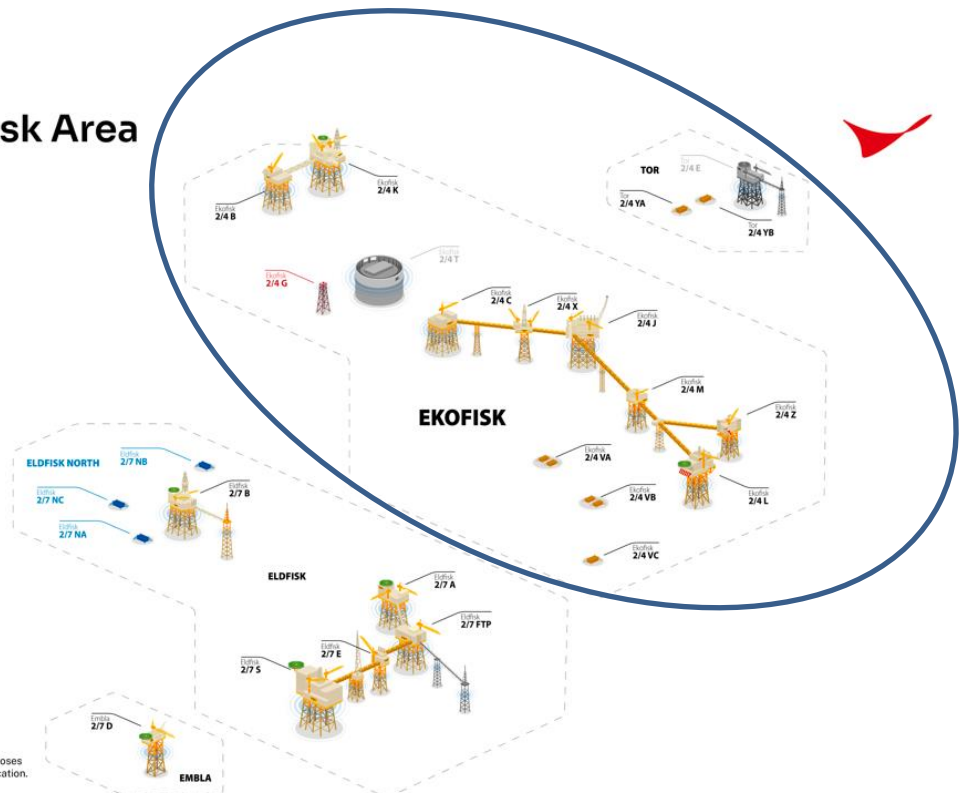 sk Area
Ekofisk
2/4 K
Ekofisk
2/4 B
TOR
Tor
2/4 E
Tor
2/4 YA
Tor
2/4 YB
Ekofisk
2/4 T
Ekofisk
2/4 G
Ekofisk
2/4 C
Ekofisk
2/4 X
Ekofisk
2/4 J
Ekofisk
2/4 M
Ekofisk
2/4 Z
EKOFISK
Ekofisk
2/4 VA
Ekofisk
2/4 VB
Ekofisk
2/4 L
Ekofisk
2/4 VC
ELDFISK NORTH
Eldfisk
2/7 NB
Eldfisk
2/7 B
Eldfisk
2/7 NC
Eldfisk
2/7 NA
ELDFISK
Eldfisk
2/7 A
Eldfisk
2/7 FTP
Eldfisk
2/7 E
Eldfisk
2/7 S
Embla
2/7 D
EMBLA
oses
cation.